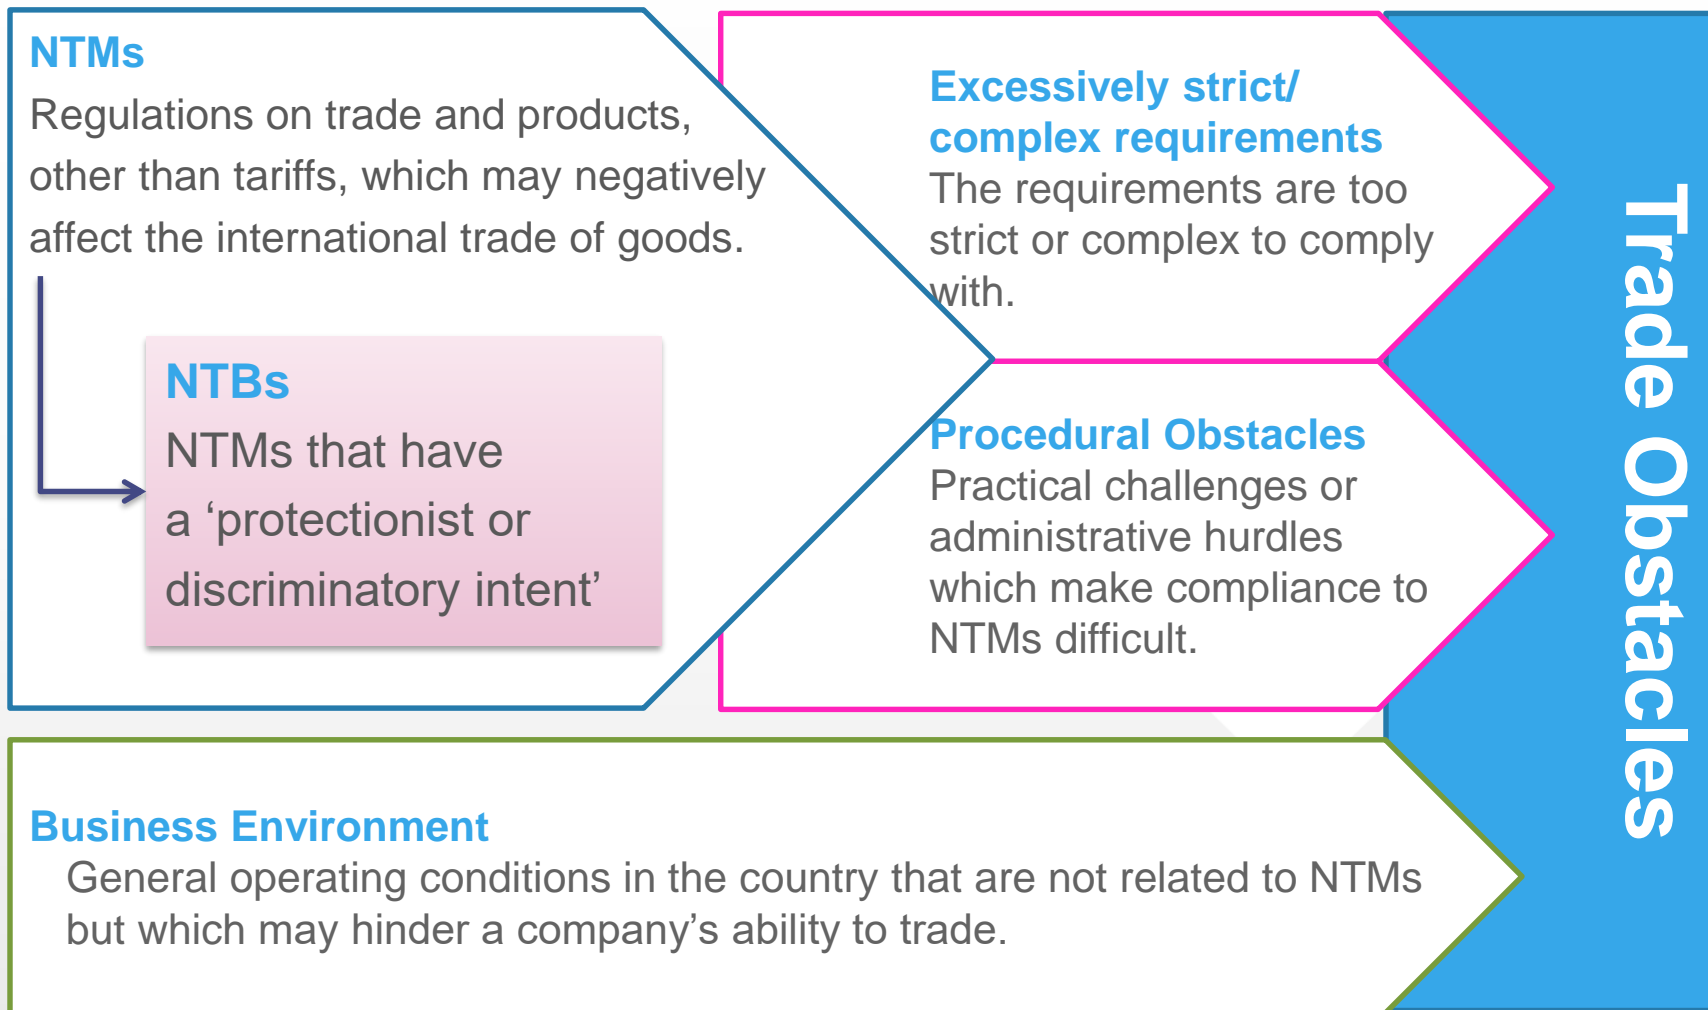 NTMs
Regulations on trade and products,
other than tariffs, which may negatively
affect the international trade of goods.
NTBs
NTMs that have
a ‘protectionist or
discriminatory intent’
Excessively strict/
complex requirements
The requirements are too
strict or complex to comply
with.
Procedural Obstacles
Practical challenges or
administrative hurdles
which make compliance to
NTMs difficult.
Business Environment
General operating conditions in the country that are not related to NTMs
but which may hinder a company’s ability to trade.
Trade Obstacles